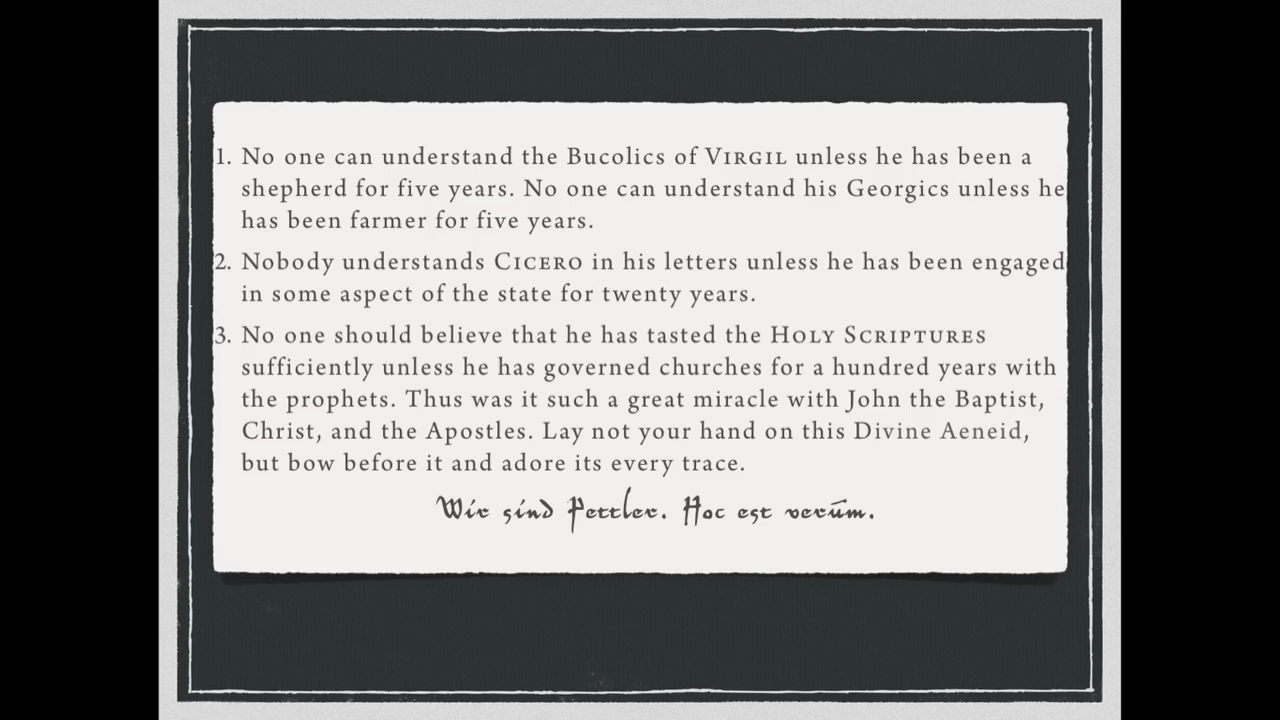 1. No one can understand the Bucolics of VIRGIL unless he has been a
shepherd for five years. No one can understand his Georgics unless he
has been farmer for five years.
2. Nobody understands CICERO in his letters unless he has been engaged
in some aspect of the state for twenty years.
3. No one should believe that he has tasted the HOLY SCRIPTURES
sufficiently unless he has governed churches for a hundred years with
the prophets. Thus was it such a great miracle with John the Baptist,
Christ, and the Apostles. Lay not your hand on this Divine Aeneid,
but bow before it and adore its every trace.
Wir sind Pettler. Hoc est verūm.